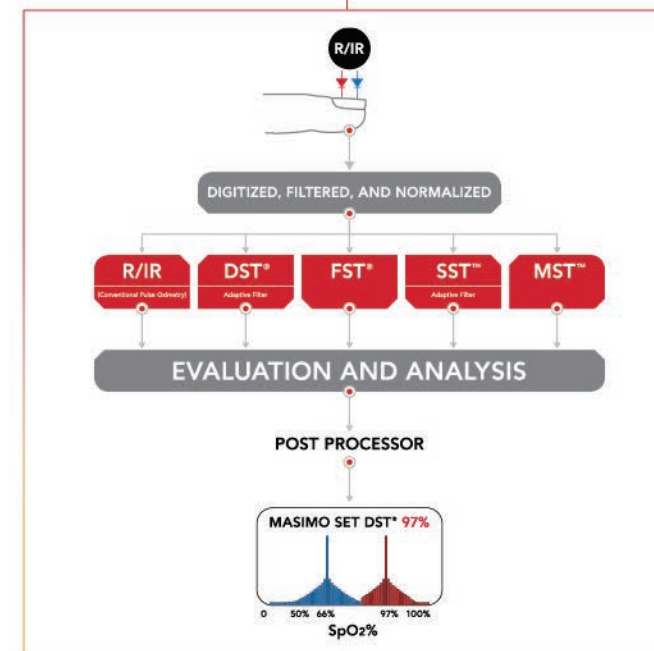 R/IR
DIGITIZED, FILTERED, AND NORMALIZED
R/IR
(Conventional Pulse Oximetry)
DST®
Adaptive Filter
FST®
SST™
Adaptive Filter
MST™
EVALUATION AND ANALYSIS
POST PROCESSOR
MASIMO SET DST* 97%
0 50% 66% 97% 100%
SpO2%